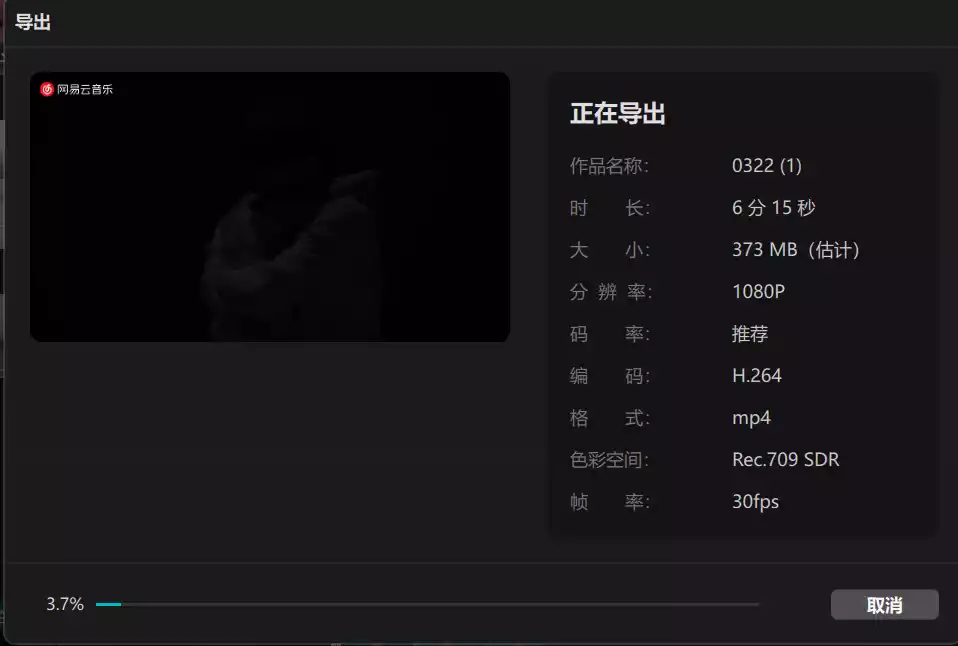 导出
网易云音乐
正在导出
作品名称： 0322 (1)
时 长： 6 分 15 秒
大 小： 373 MB（估计）
分 辨 率： 1080P
码 率： 推荐
编 码： H.264
格 式： mp4
色彩空间： Rec.709 SDR
帧 率： 30fps
3.7%
取消